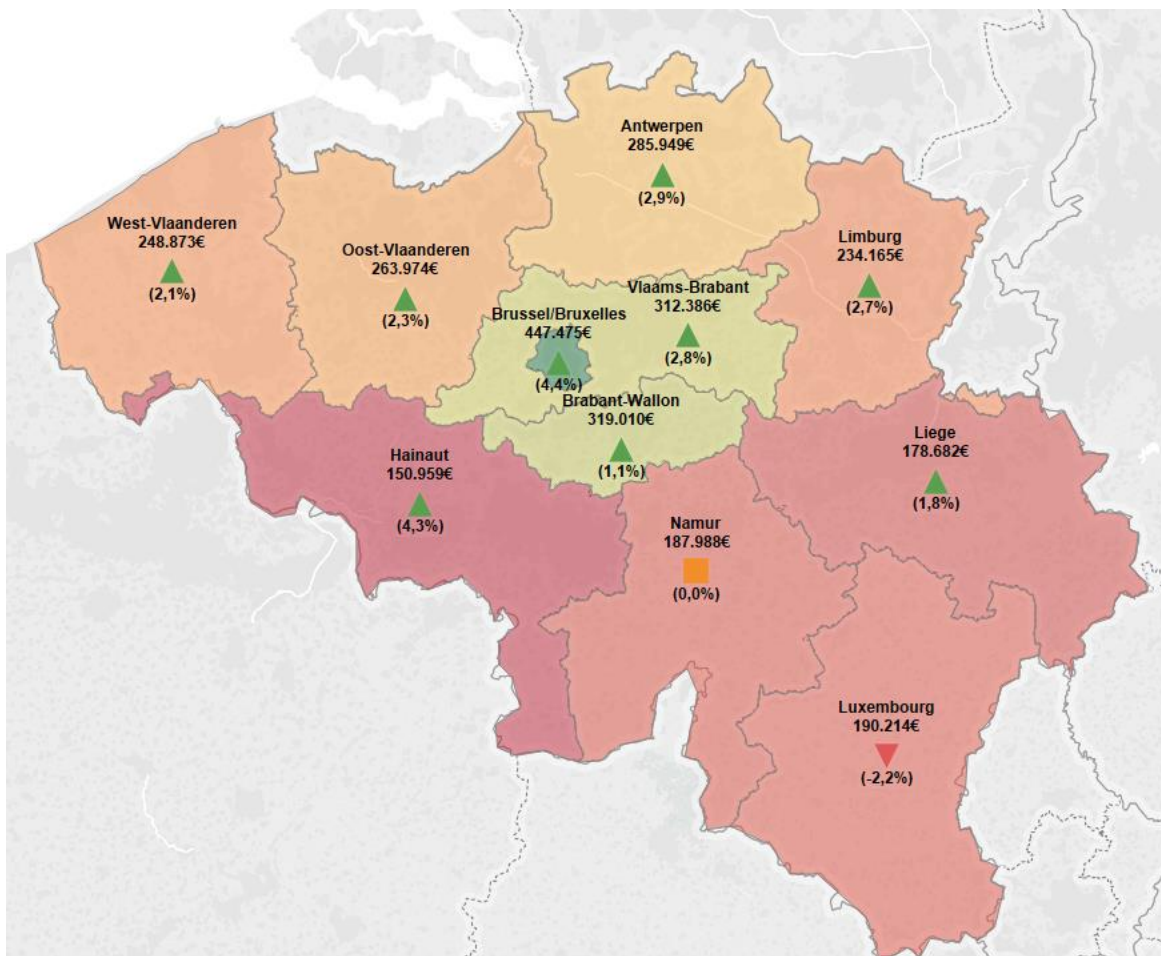 Antwerpen
285.949€
(2,9%)
West-Vlaanderen
248.873€
(2,1%)
Oost-Vlaanderen
263.974€
(2,3%)
Limburg
234.165€
(2,7%)
Vlaams-Brabant
312.386€
(2,8%)
Brussel/Bruxelles
447.475€
(4,4%)
Brabant-Wallon
319.010€
(1,1%)
Hainaut
150.959€
(4,3%)
Liege
178.682€
(1,8%)
Namur
187.988€
(0,0%)
Luxembourg
190.214€
(-2,2%)